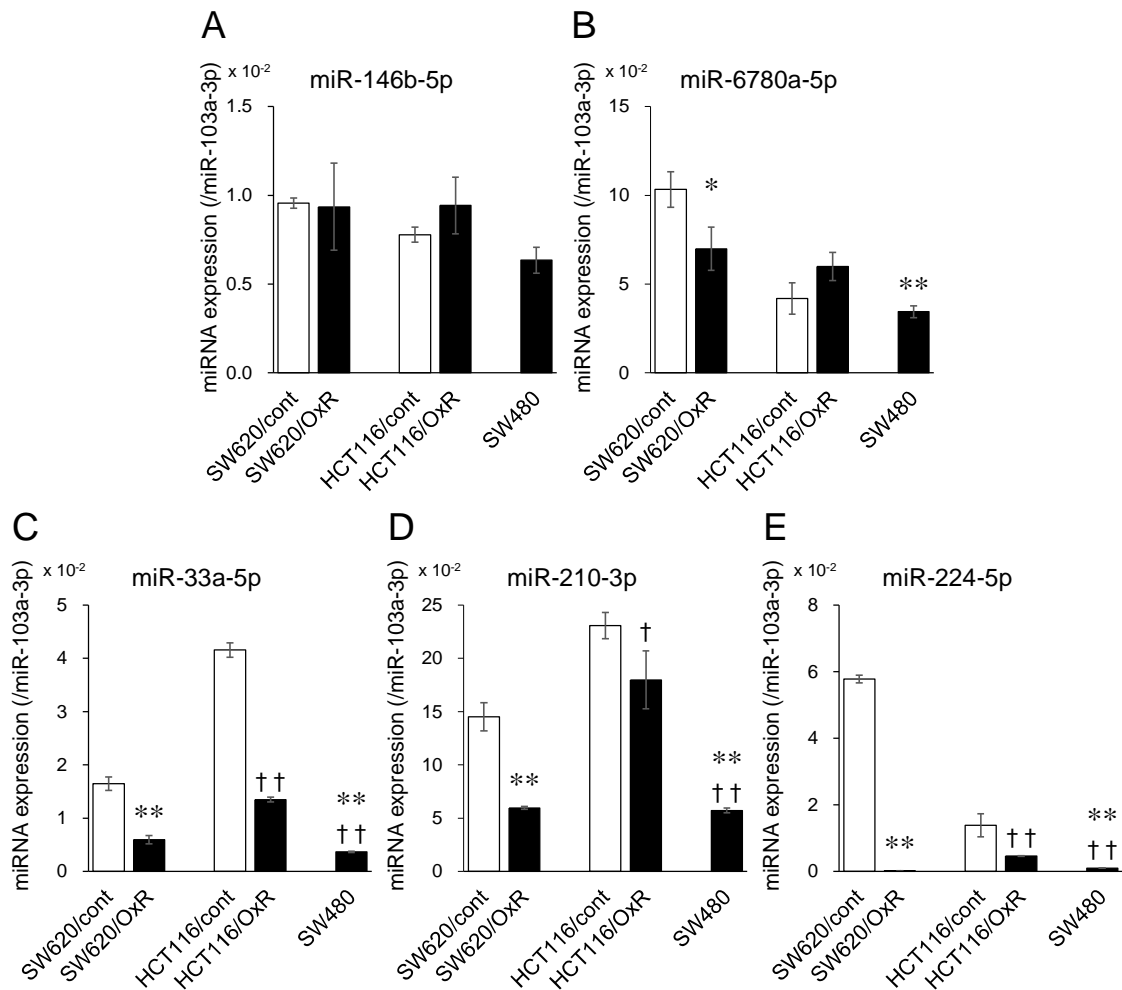 A
x 10-2
miR-146b-5p
miRNA expression (/miR-103a-3p)
1.5
1.0
0.5
0.0
SW620/cont
SW620/OxR
HCT116/cont
HCT116/OxR
SW480
B
x 10-2
miR-6780a-5p
miRNA expression (/miR-103a-3p)
15
10
5
0
*
**
SW620/cont
SW620/OxR
HCT116/cont
HCT116/OxR
SW480
C
x 10-2
miR-33a-5p
miRNA expression (/miR-103a-3p)
5
4
3
2
1
0
**
††
**
††
SW620/cont
SW620/OxR
HCT116/cont
HCT116/OxR
SW480
D
x 10-2
miR-210-3p
miRNA expression (/miR-103a-3p)
25
20
15
10
5
0
**
†
**
††
SW620/cont
SW620/OxR
HCT116/cont
HCT116/OxR
SW480
E
x 10-2
miR-224-5p
miRNA expression (/miR-103a-3p)
8
6
4
2
0
**
††
**
††
SW620/cont
SW620/OxR
HCT116/cont
HCT116/OxR
SW480